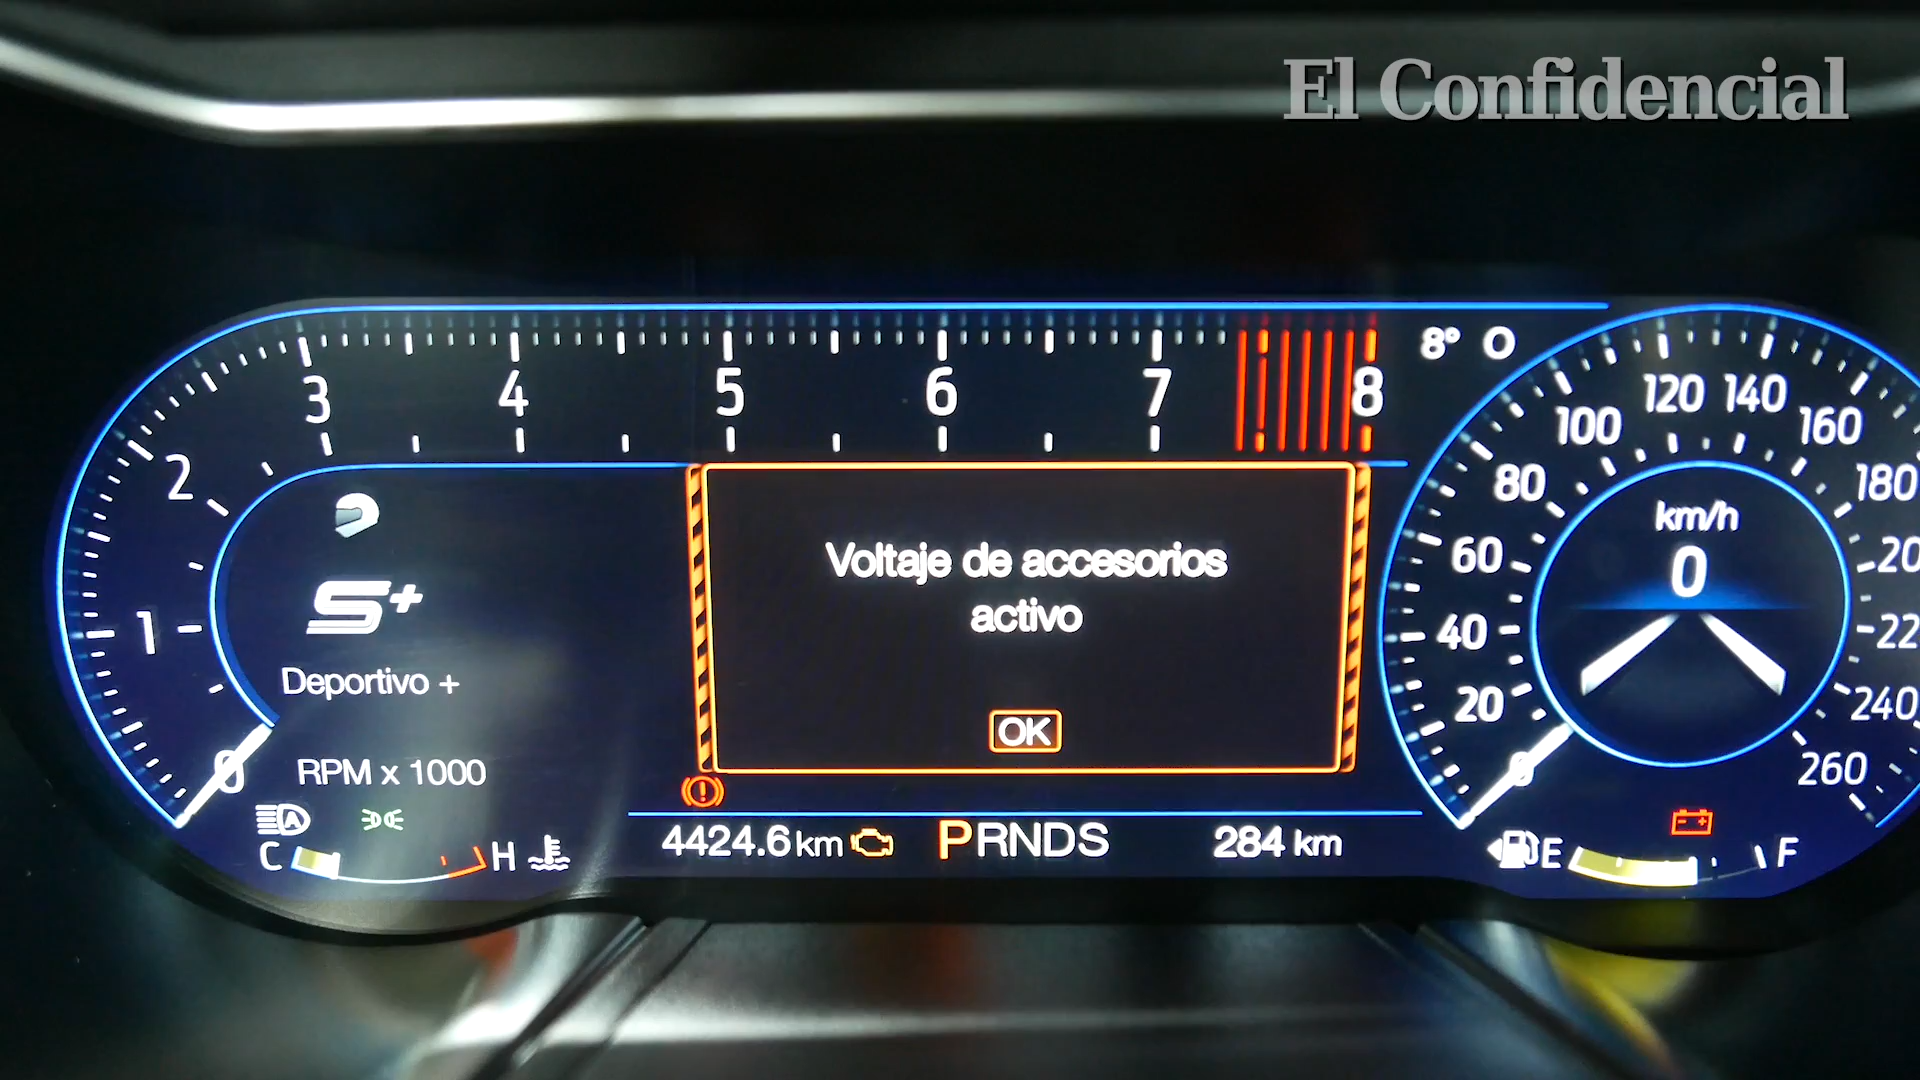 El Confidencial
3 4 5 6 7 8
8° O
2
1
0
S+
Deportivo +
RPM x 1000
Voltaje de accesorios
activo
OK
0 20 40 60 80 100 120 140 160 180
240
260
km/h
0
A
C H
4424.6 km
PRNDS
284 km
E F